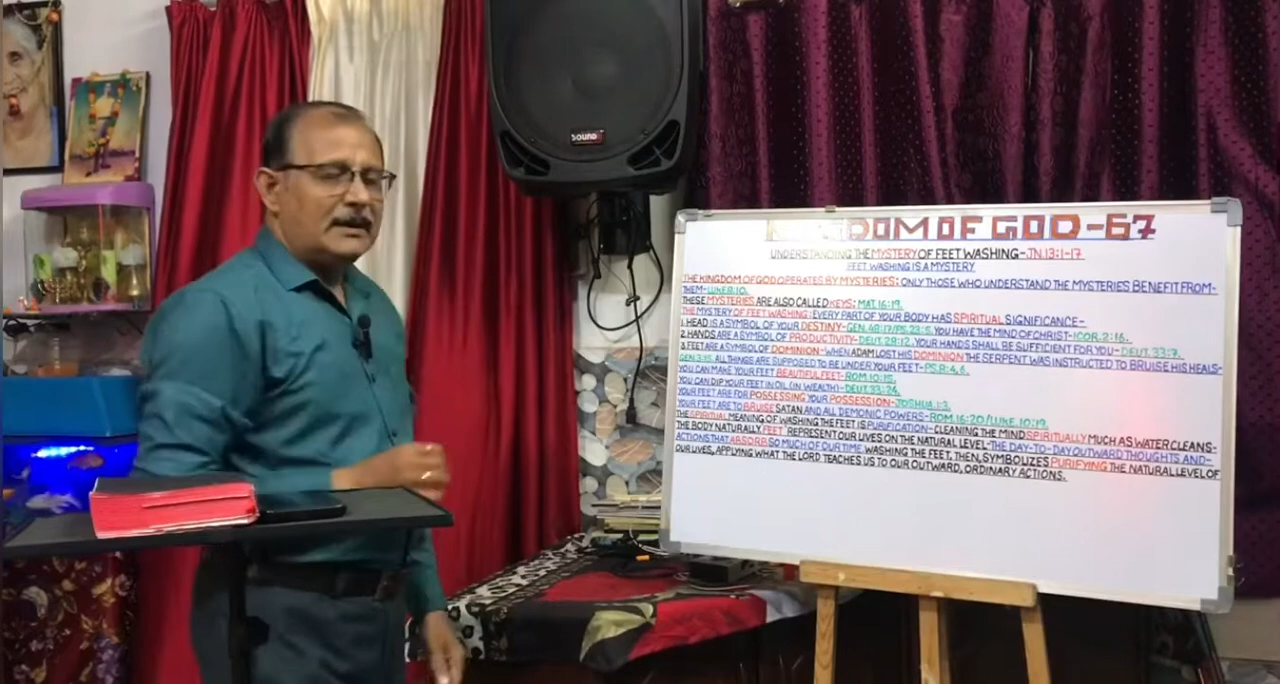 SOUND
KINGDOM OF GOD-67
UNDERSTANDING THE MYSTERY OF FEET WASHING-JN.13:1-17
FEET WASHING IS A MYSTERY
THE KINGDOM OF GOD OPERATES BY MYSTERIES: ONLY THOSE WHO UNDERSTAND THE MYSTERIES BENEFIT FROM-
THEM-LUKE.8:10.
THESE MYSTERIES ARE ALSO CALLED KEYS: MAT.16:19.
THE MYSTERY OF FEET WASHING: EVERY PART OF YOUR BODY HAS SPIRITUAL SIGNIFICANCE-
1. HEAD IS A SYMBOL OF YOUR DESTINY-GEN.48:17/PS.23:5. YOU HAVE THE MIND OF CHRIST-1COR.2:16.
2. HANDS ARE A SYMBOL OF PRODUCTIVITY-DEUT.28:12. YOUR HANDS SHALL BE SUFFICIENT FOR YOU-DEUT.33:7.
3. FEET ARE A SYMBOL OF DOMINION-WHEN ADAM LOST HIS DOMINION THE SERPENT WAS INSTRUCTED TO BRUISE HIS HEALS-
GEN.3:15. ALL THINGS ARE SUPPOSED TO BE UNDER YOUR FEET-PS.8:4,6.
YOU CAN MAKE YOUR FEET BEAUTIFUL FEET-ROM.10:15.
YOU CAN DIP YOUR FEET IN OIL (IN WEALTH)-DEUT.33:24.
YOUR FEET ARE FOR POSSESSING YOUR POSSESSION-JOSHUA.1:3.
YOUR FEET ARE TO BRUISE SATAN AND ALL DEMONIC POWERS-ROM.16:20/LUKE.10:19.
THE SPIRITUAL MEANING OF WASHING THE FEET IS PURIFICATION-CLEANING THE MIND SPIRITUALLY MUCH AS WATER CLEANS-
THE BODY NATURALLY. FEET REPRESENT OUR LIVES ON THE NATURAL LEVEL-THE DAY-TO-DAY OUTWARD THOUGHTS AND-
ACTIONS THAT ABSORB SO MUCH OF OUR TIME. WASHING THE FEET, THEN, SYMBOLIZES PURIFYING THE NATURAL LEVEL OF
OUR LIVES, APPLYING WHAT THE LORD TEACHES US TO OUR OUTWARD, ORDINARY ACTIONS.